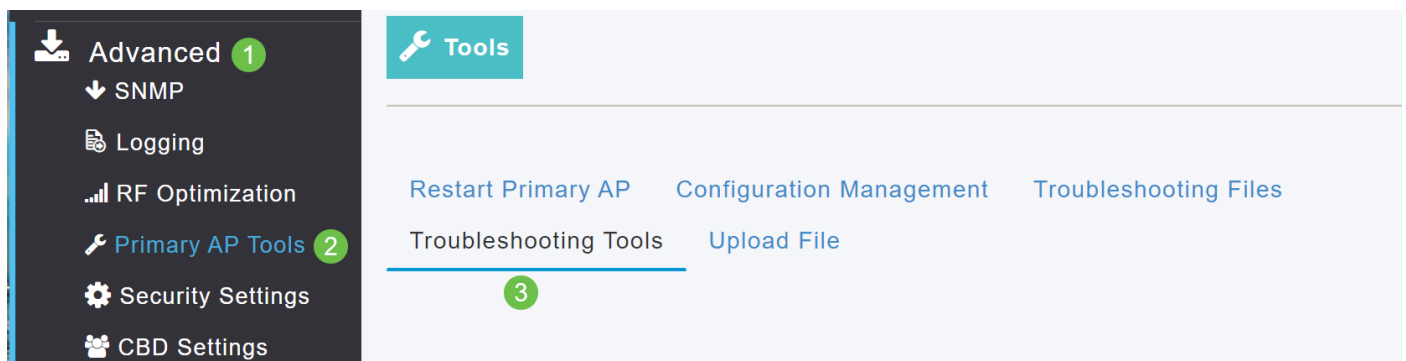 Advanced 1
SNMP
Logging
RF Optimization
Primary AP Tools 2
Security Settings
CBD Settings
Tools
Restart Primary AP Configuration Management Troubleshooting Files
Troubleshooting Tools Upload File
3